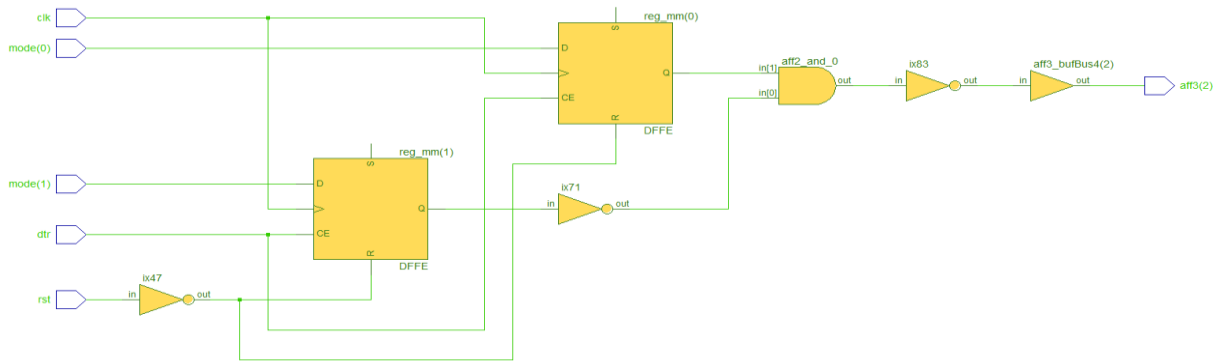 clk
mode(0)
mode(1)
dtr
rst
ix47
in
out
reg_mm(1)
S
D
CE
Q
R
DFFE
reg_mm(0)
S
D
CE
Q
R
DFFE
ix71
in
out
aff2_and_0
in[1]
in[0]
out
ix83
in
out
aff3_bufBus4(2)
in
out
aff3(2)